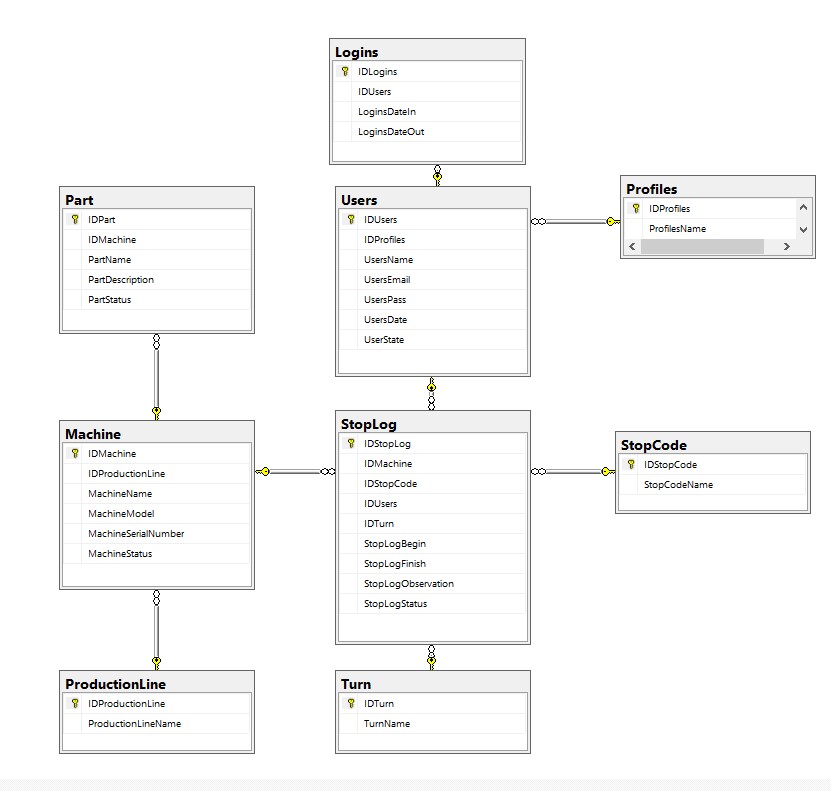 Logins
IDLogins
IDUsers
LoginsDateIn
LoginsDateOut
Part
IDPart
IDMachine
PartName
PartDescription
PartStatus
Users
IDUsers
IDProfiles
UsersName
UsersEmail
UsersPass
UsersDate
UserState
Profiles
IDProfiles
ProfilesName
Machine
IDMachine
IDProductionLine
MachineName
MachineModel
MachineSerialNumber
MachineStatus
StopLog
IDStopLog
IDMachine
IDStopCode
IDUsers
IDTurn
StopLogBegin
StopLogFinish
StopLogObservation
StopLogStatus
StopCode
IDStopCode
StopCodeName
ProductionLine
IDProductionLine
ProductionLineName
Turn
IDTurn
TurnName